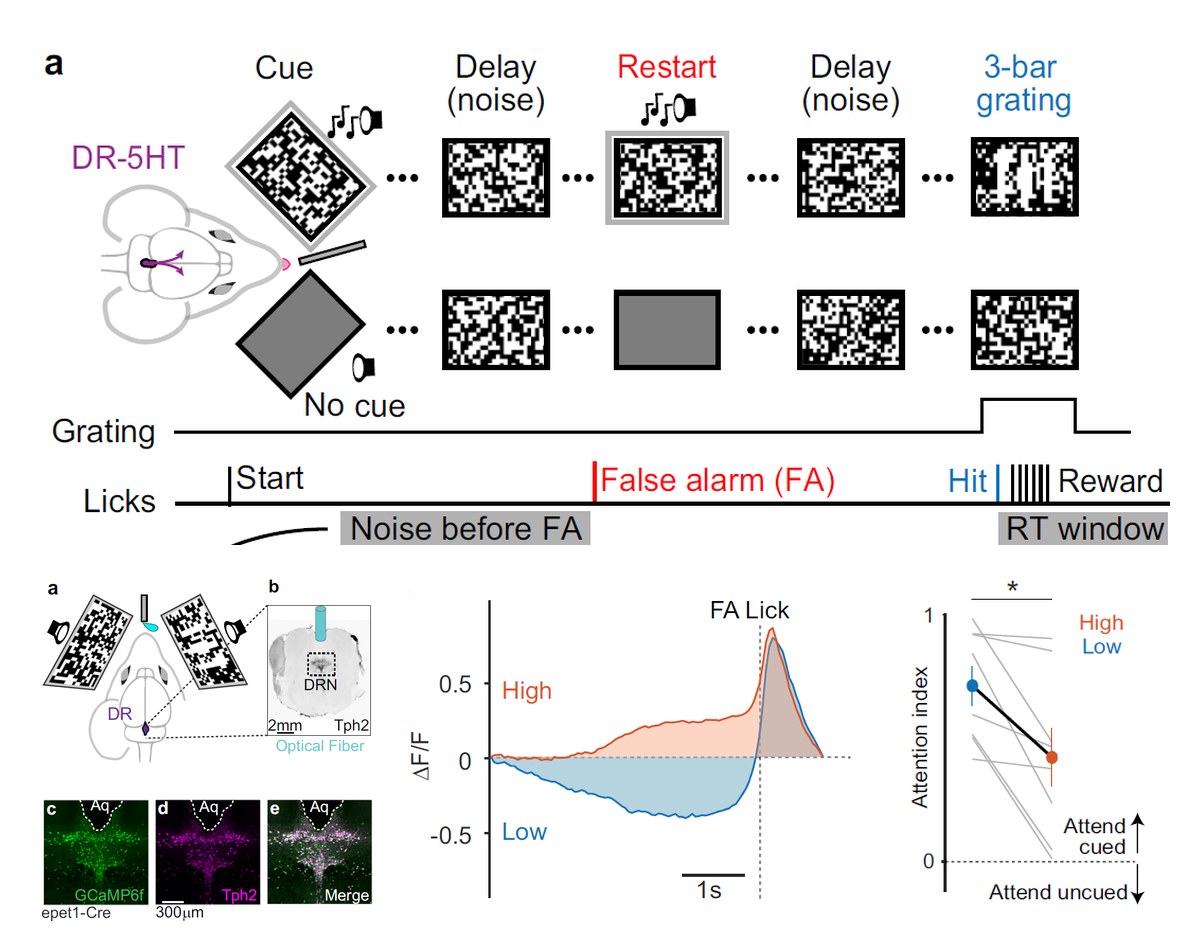 a
Cue
Delay
(noise)
Restart
Delay
(noise)
3-bar
grating
DR-5HT
No cue
Grating
Start
False alarm (FA)
Hit
Reward
Licks
Noise before FA
RT window
a
b
DR
DRN
2mm
Tph2
Optical Fiber
c
Aq
GCaMP6f
d
Aq
Tph2
e
Aq
Merge
epet1-Cre
300µm
FA Lick
0.5
High
ΔF/F
0
-0.5
Low
1s
*
1
High
Low
Attention index
Attend
cued
0
Attend uncued